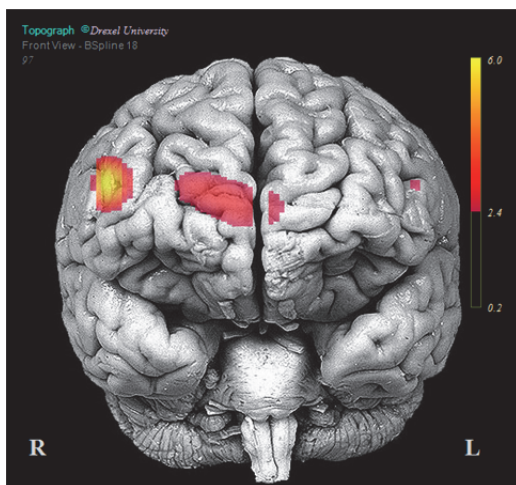 Topograph ©Drexel University
Front View - BSpline 18
97
6.0
2.4
0.2
R
L